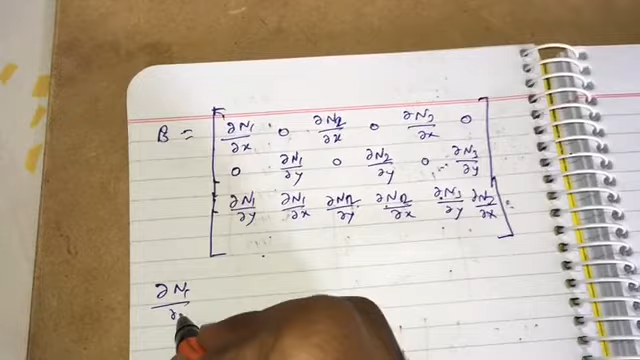 B = [ ∂N₁/∂x 0 ∂N₂/∂x 0 ∂N₃/∂x 0
0 ∂N₁/∂y 0 ∂N₂/∂y 0 ∂N₃/∂y
∂N₁/∂y ∂N₁/∂x ∂N₂/∂y ∂N₂/∂x ∂N₃/∂y ∂N₃/∂x ]
∂N₁/∂